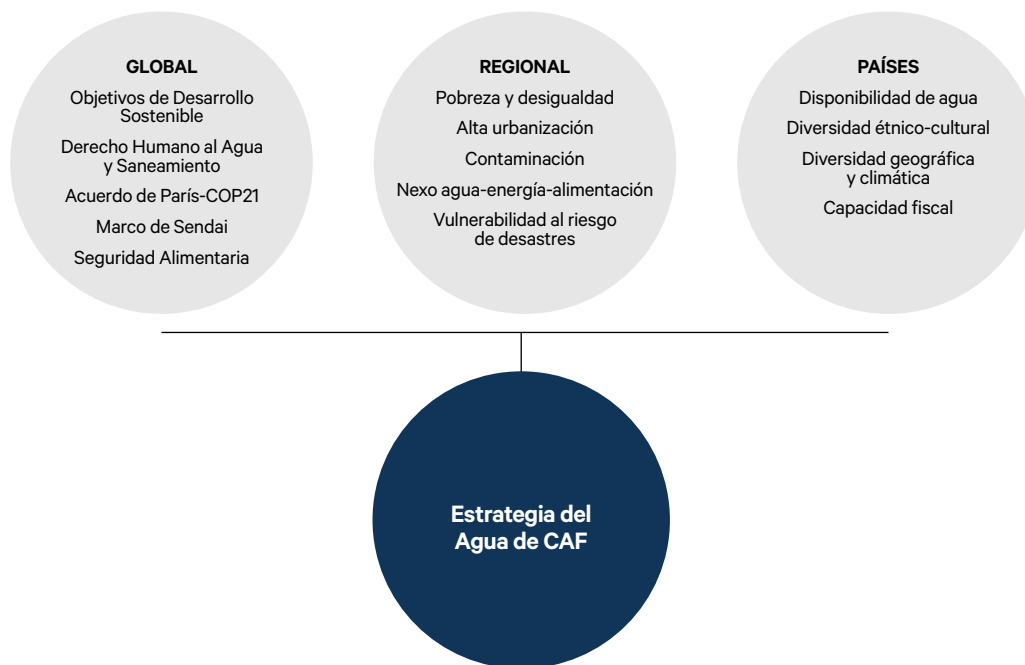 GLOBAL
Objetivos de Desarrollo
Sostenible
Derecho Humano al Agua
y Saneamiento
Acuerdo de París-COP21
Marco de Sendai
Seguridad Alimentaria
REGIONAL
Pobreza y desigualdad
Alta urbanización
Contaminación
Nexo agua-energía-alimentación
Vulnerabilidad al riesgo
de desastres
PAÍSES
Disponibilidad de agua
Diversidad étnico-cultural
Diversidad geográfica
y climática
Capacidad fiscal
Estrategia del
Agua de CAF